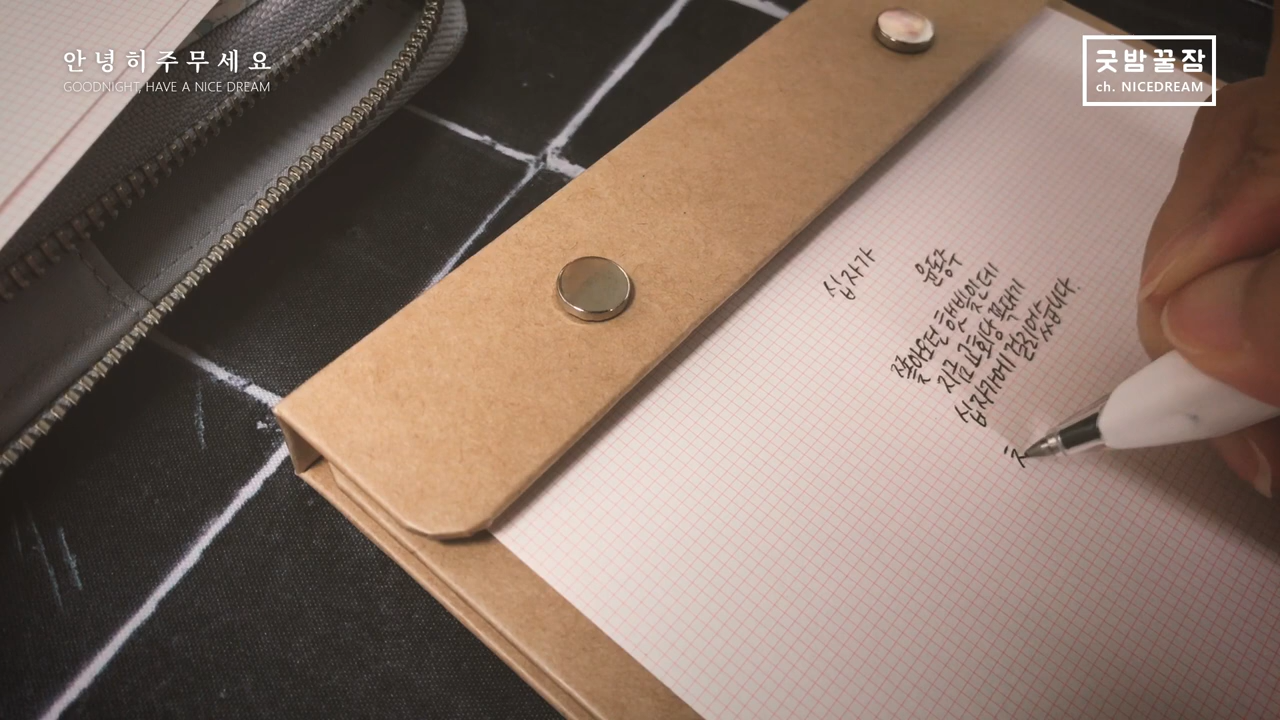 안녕히주무세요
GOODNIGHT, HAVE A NICE DREAM
굿밤꿀잠
ch. NICEDREAM
십자가
윤동주
쫓아오던 햇빛인데
지금 교회당 꼭대기
십자가에 걸리었습니다.